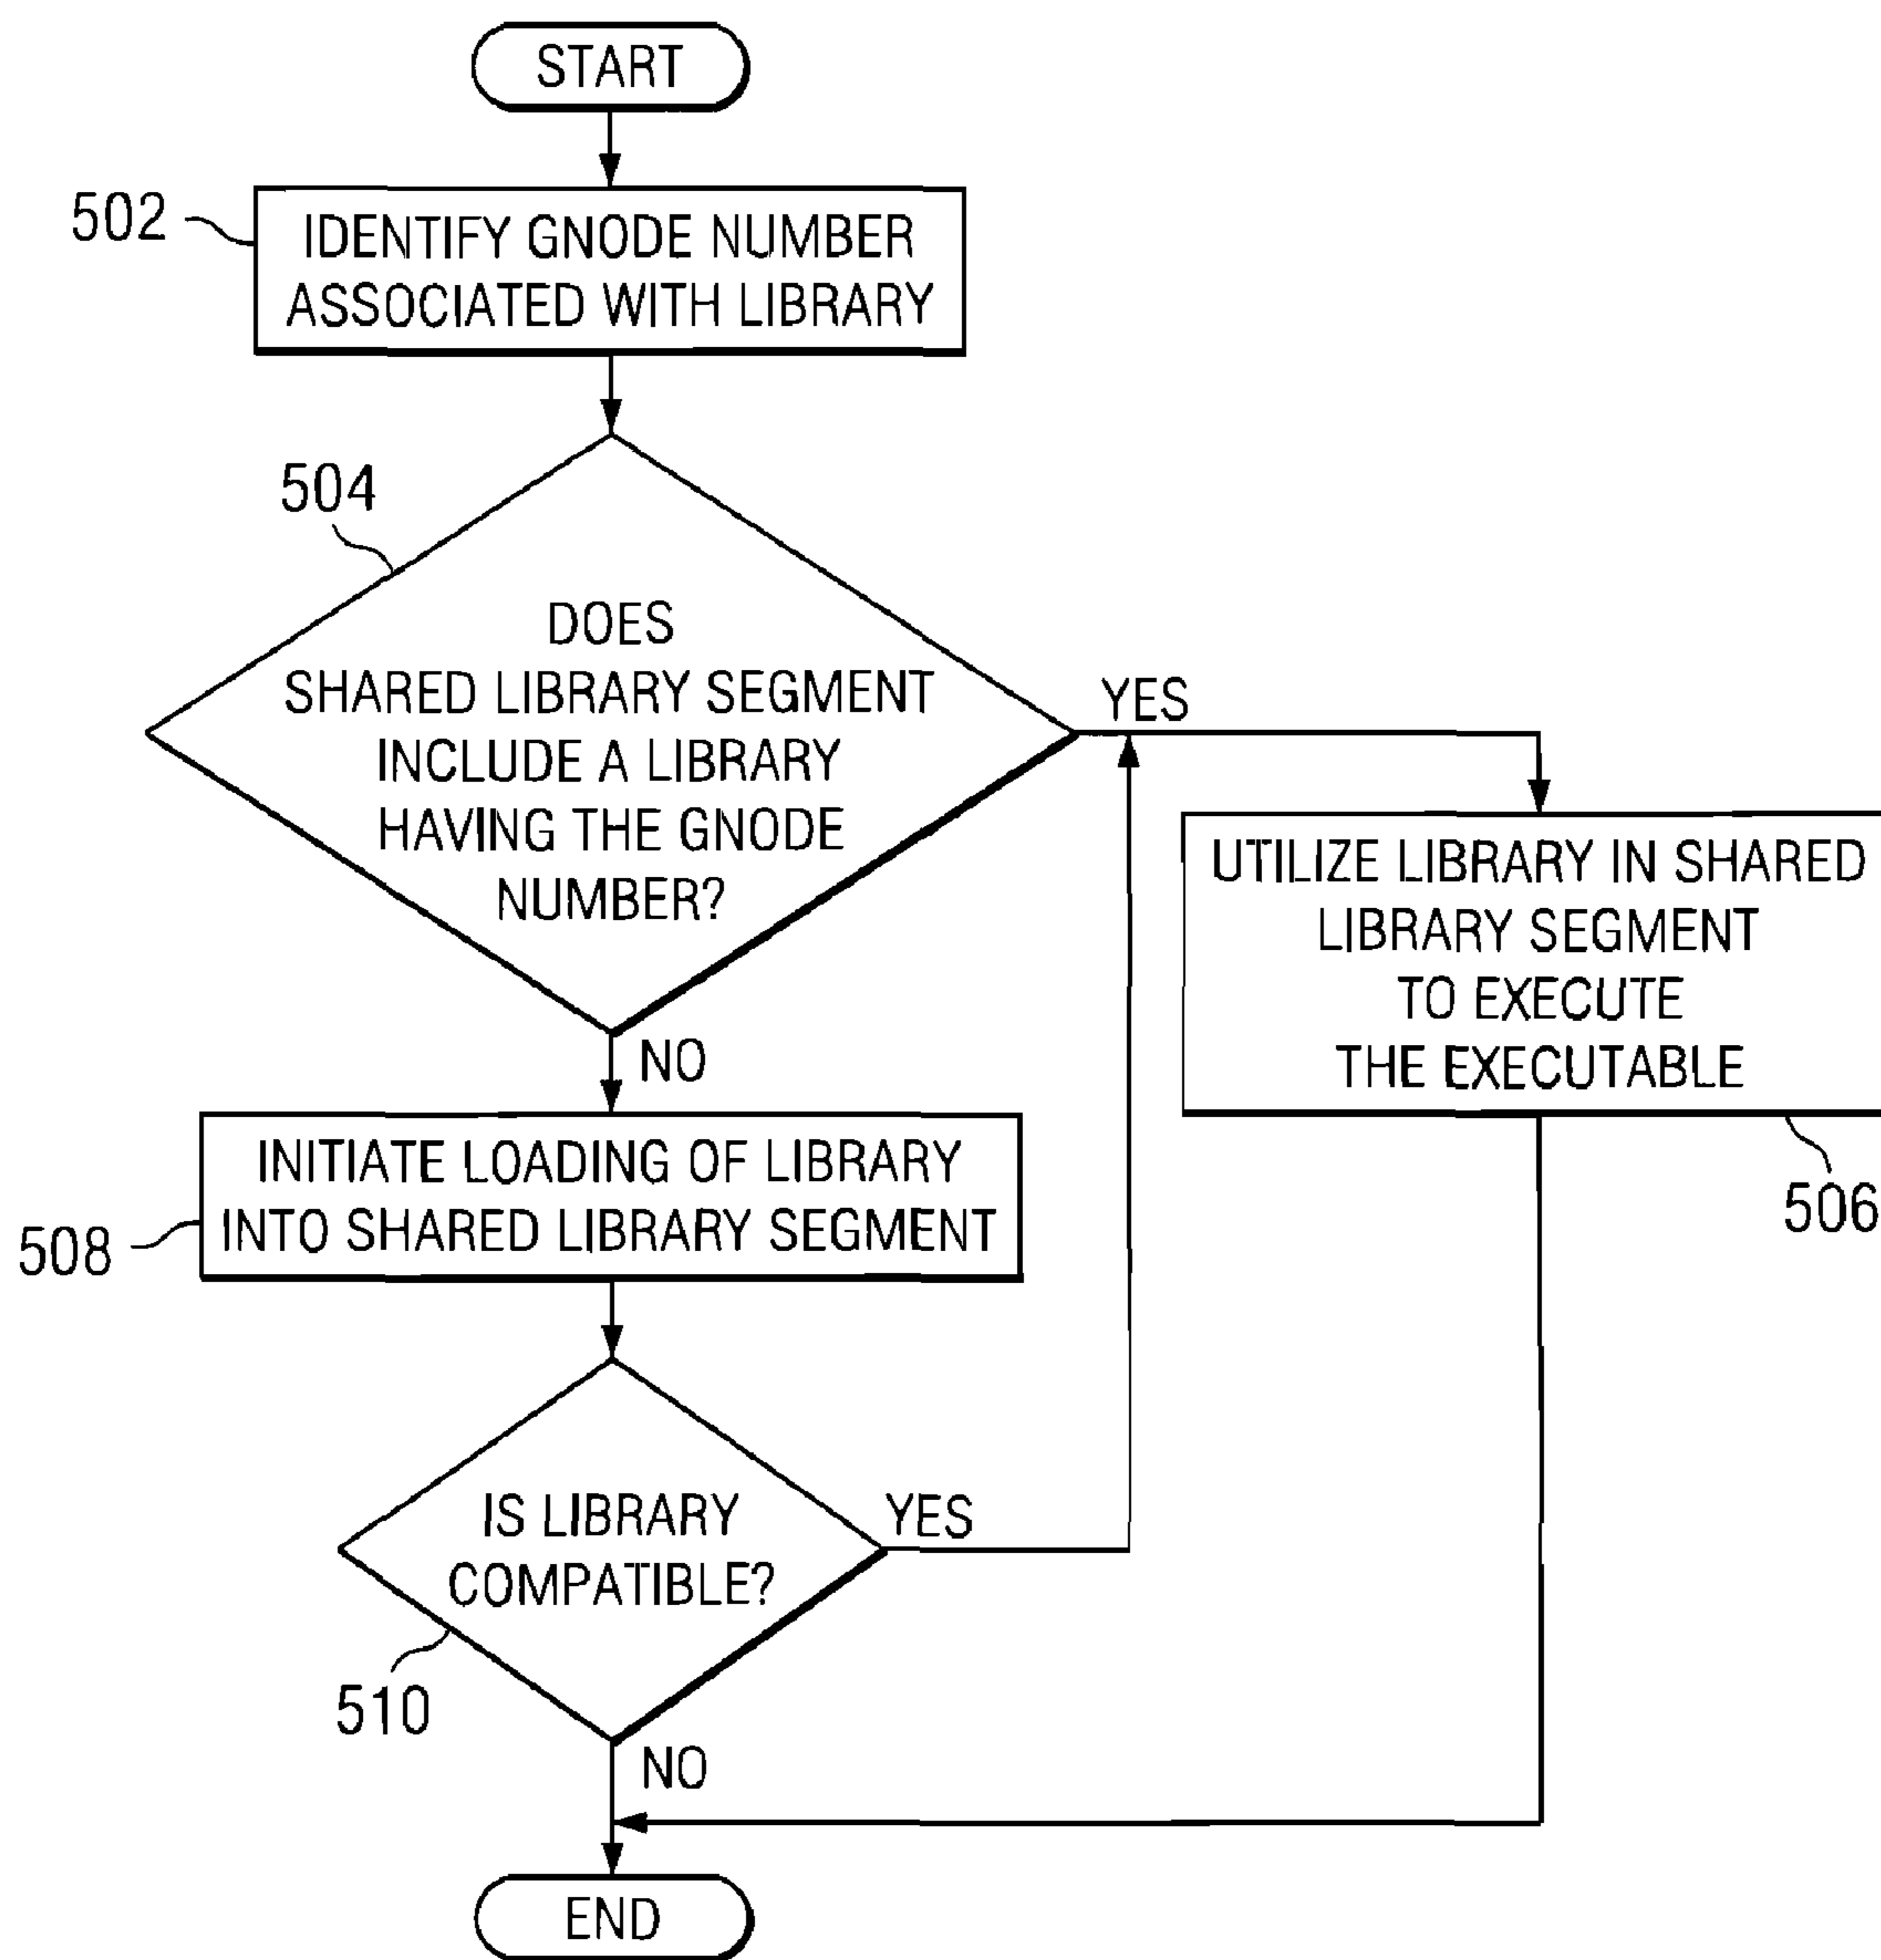 START
502
IDENTIFY GNODE NUMBER
ASSOCIATED WITH LIBRARY
504
DOES
SHARED LIBRARY SEGMENT
INCLUDE A LIBRARY
HAVING THE GNODE
NUMBER?
YES
UTILIZE LIBRARY IN SHARED
LIBRARY SEGMENT
TO EXECUTE
THE EXECUTABLE
506
NO
INITIATE LOADING OF LIBRARY
INTO SHARED LIBRARY SEGMENT
508
IS LIBRARY
COMPATIBLE?
YES
510
NO
END